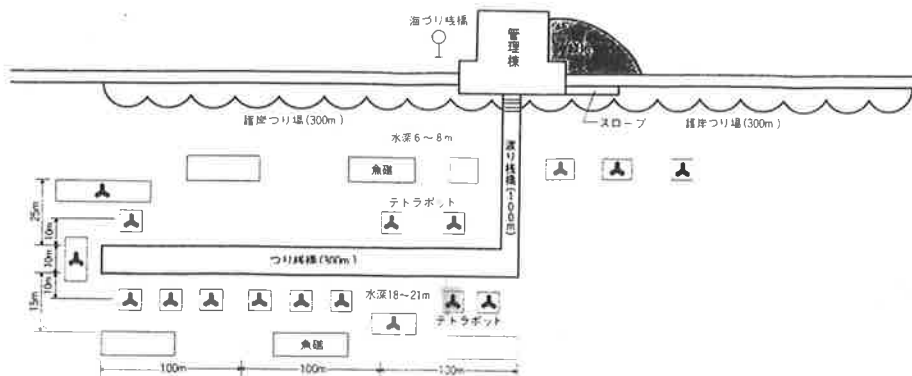 海づり桟橋
管理棟
護岸つり場(300m)
スロープ
護岸つり場(300m)
水深6～8m
魚礁
渡り桟橋(100m)
テトラポット
25m
10m
10m
10m
15m
つり桟橋(300m)
水深18～21m
テトラポット
魚礁
100m
100m
100m